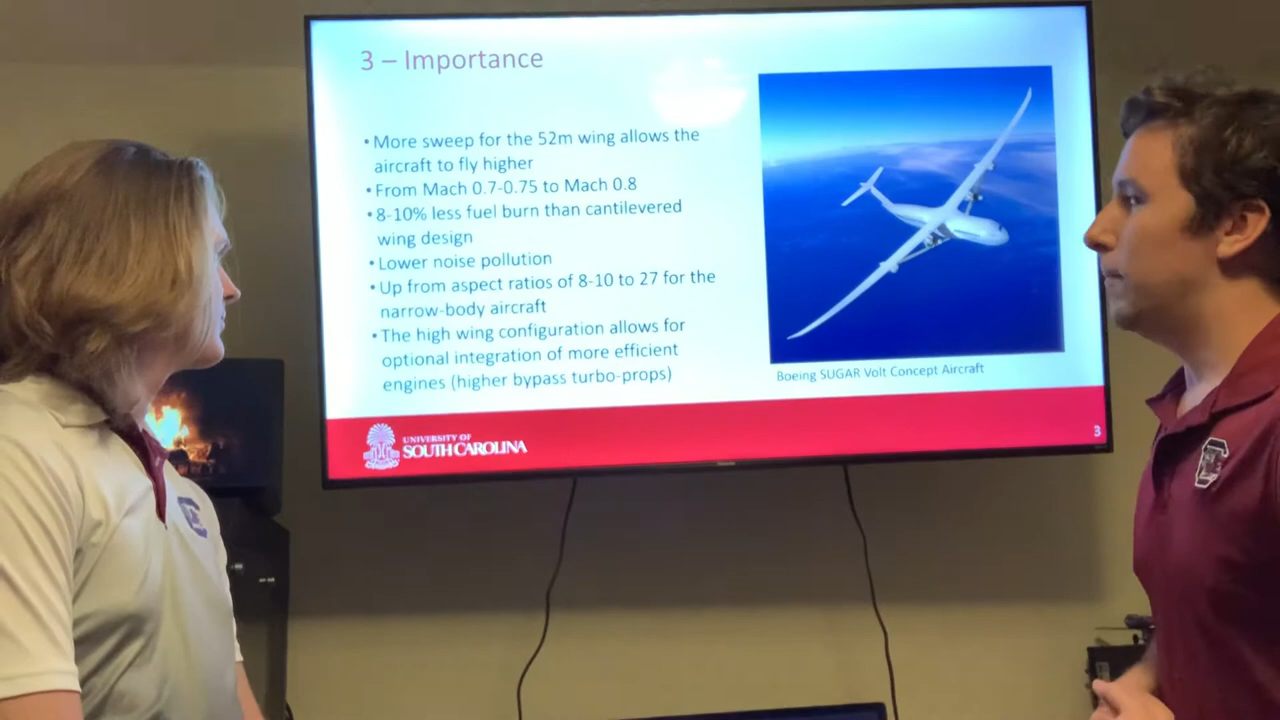 3 – Importance
• More sweep for the 52m wing allows the
aircraft to fly higher
• From Mach 0.7-0.75 to Mach 0.8
• 8-10% less fuel burn than cantilevered
wing design
• Lower noise pollution
• Up from aspect ratios of 8-10 to 27 for the
narrow-body aircraft
• The high wing configuration allows for
optional integration of more efficient
engines (higher bypass turbo-props)
Boeing SUGAR Volt Concept Aircraft
UNIVERSITY OF
SOUTH CAROLINA
3